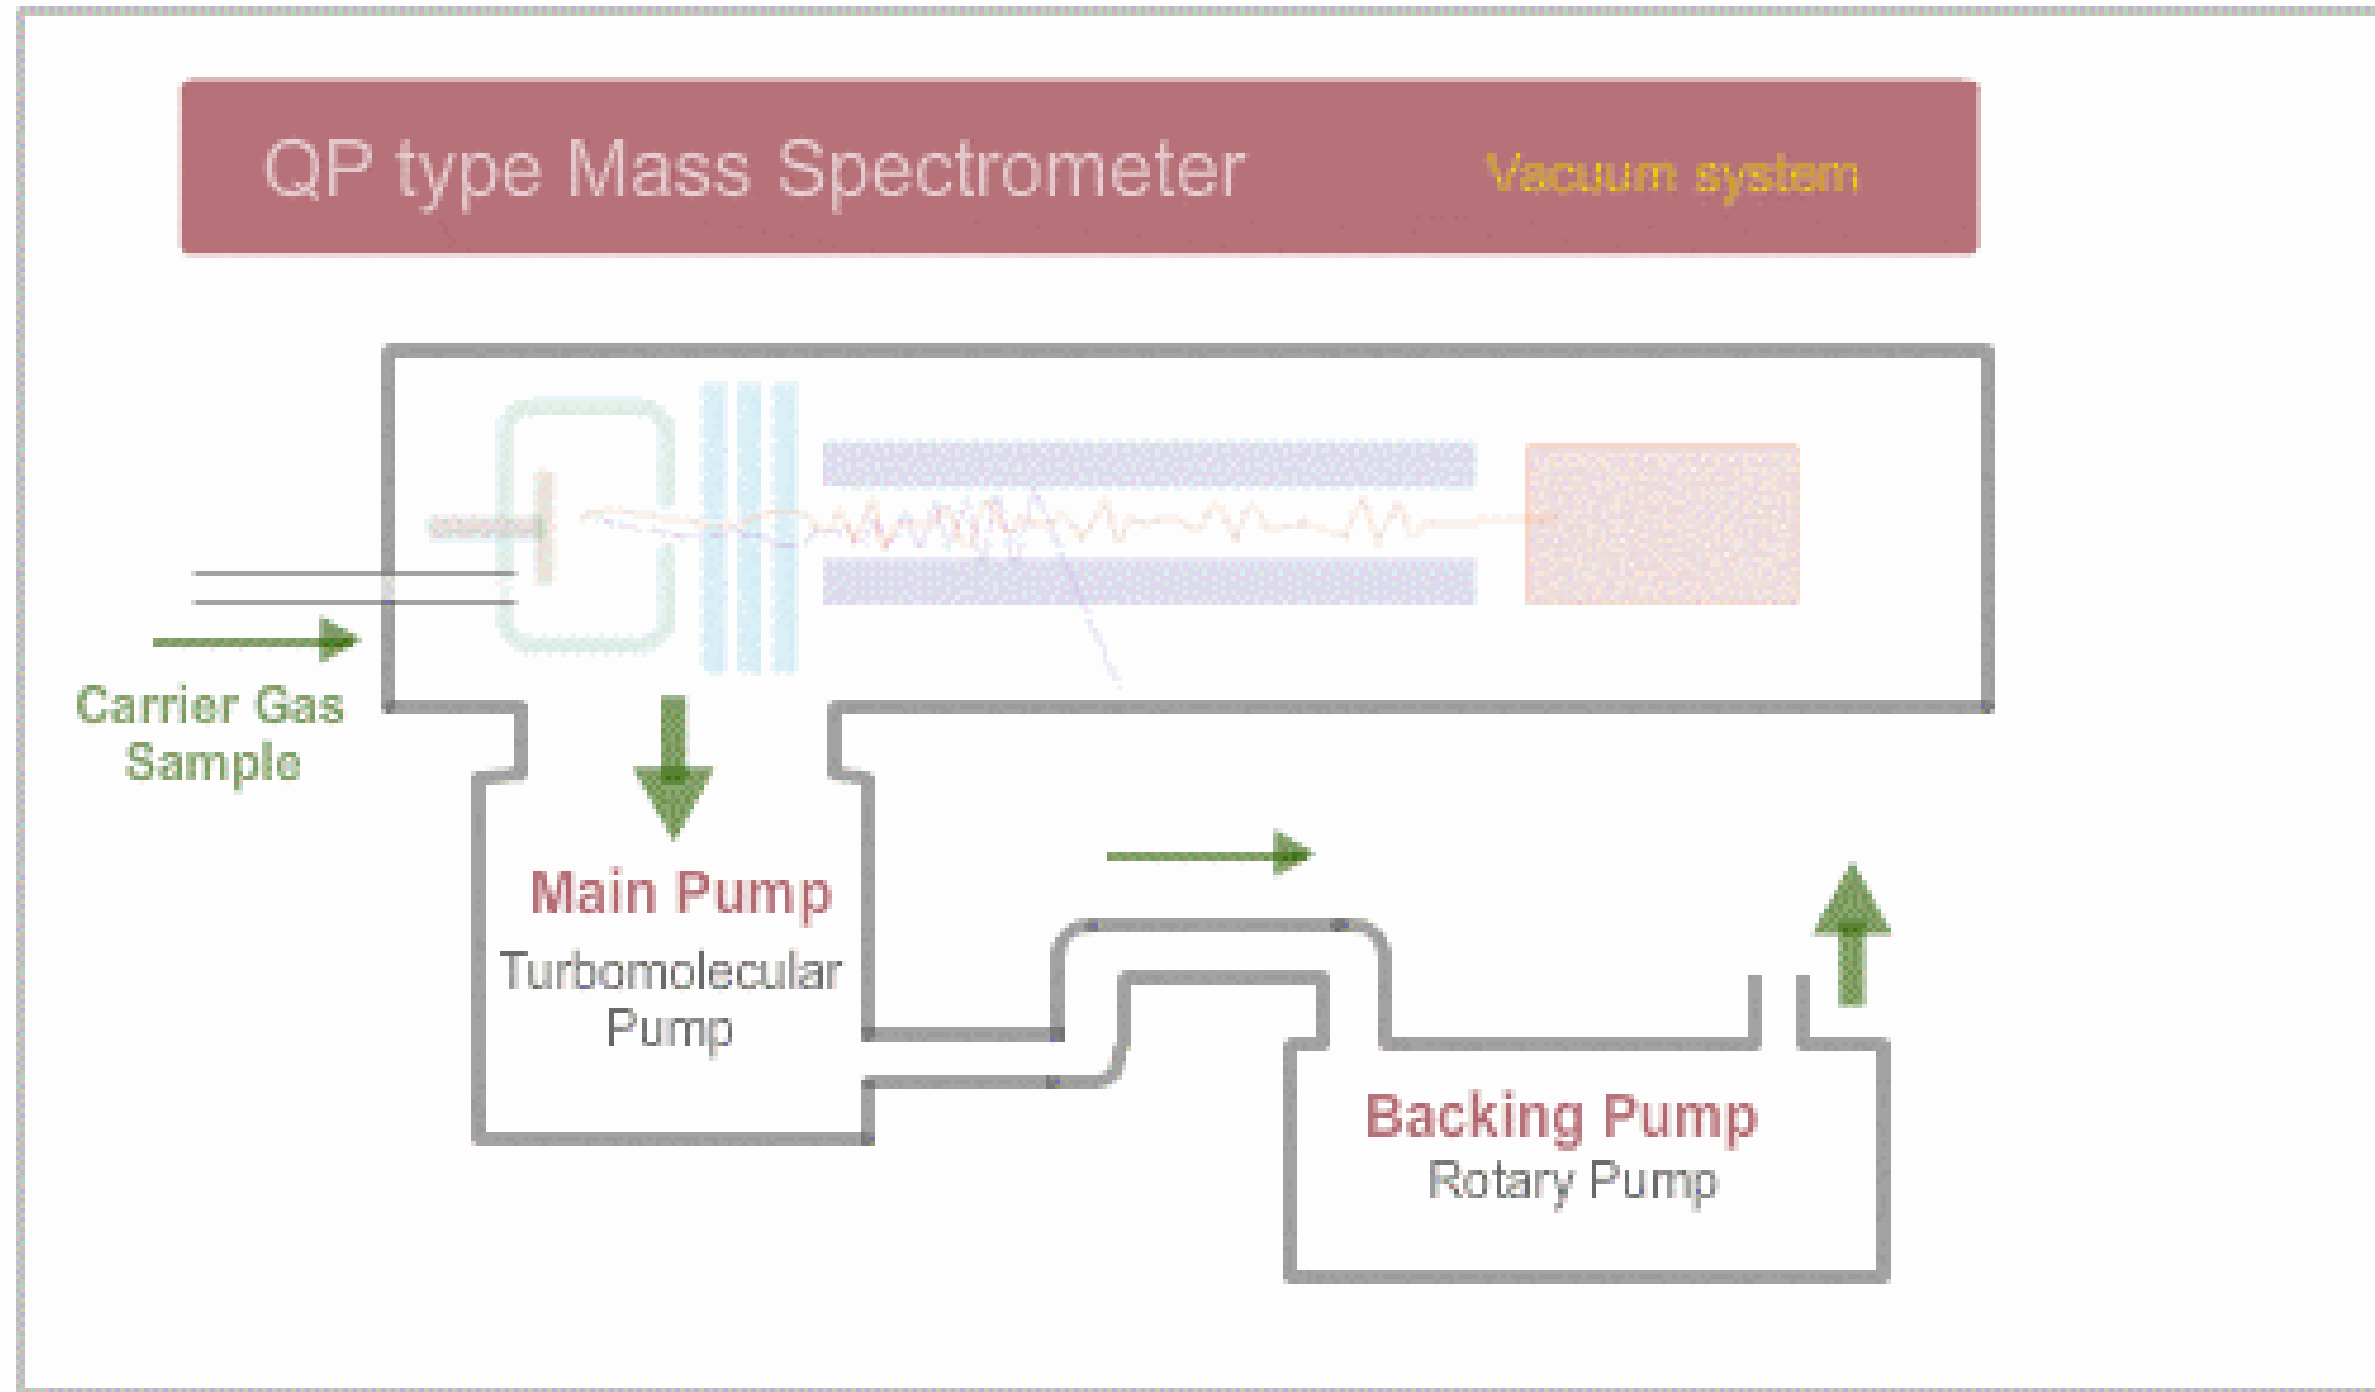 QP type Mass Spectrometer
Vacuum system
Carrier Gas
Sample
Main Pump
Turbomolecular
Pump
Backing Pump
Rotary Pump